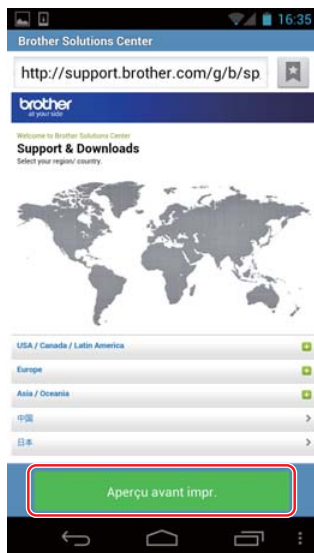 16:35
Brother Solutions Center
http://support.brother.com/g/b/sp
brother
at your side
Welcome to Brother Solutions Center
Support & Downloads
Select your region/ country.
USA / Canada / Latin America
Europe
Asia / Oceania
中国
日本
Aperçu avant impr.